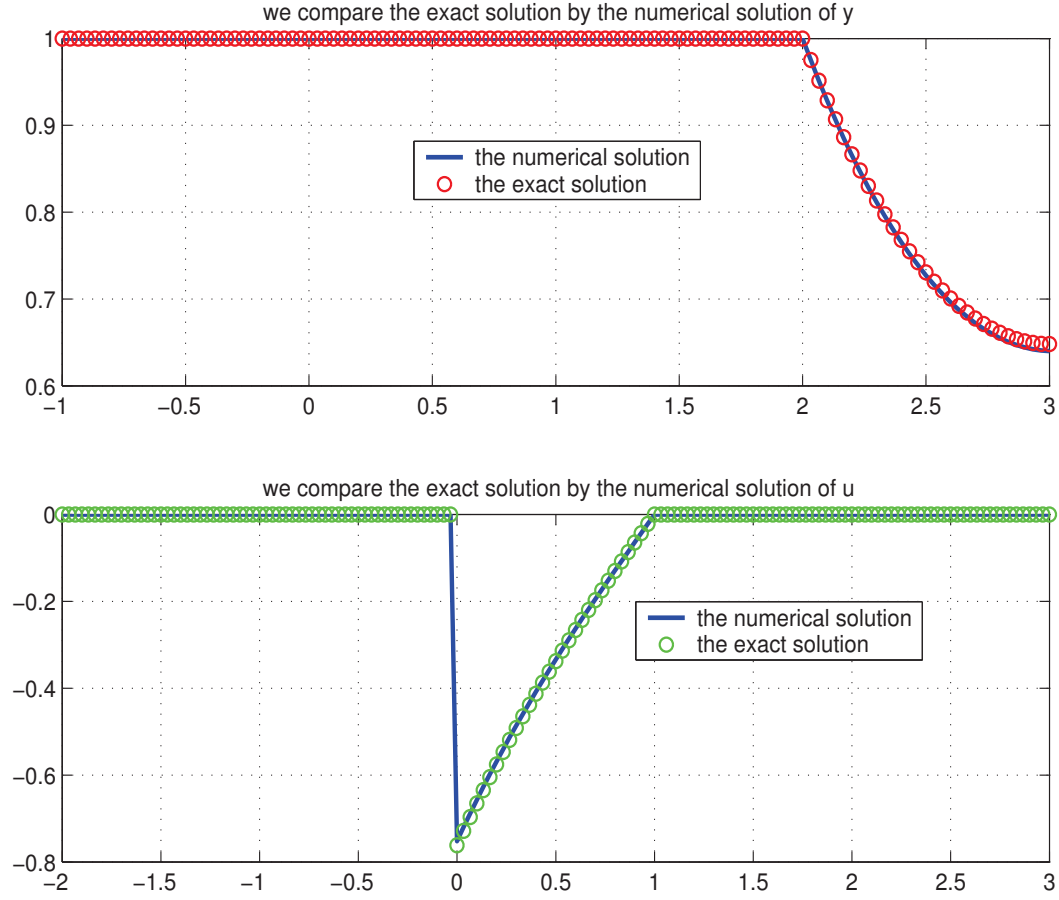 we compare the exact solution by the numerical solution of y
1
0.9
0.8
0.7
0.6
the numerical solution
the exact solution
−1 −0.5 0 0.5 1 1.5 2 2.5 3
we compare the exact solution by the numerical solution of u
0
−0.2
−0.4
−0.6
−0.8
the numerical solution
the exact solution
−2 −1.5 −1 −0.5 0 0.5 1 1.5 2 2.5 3